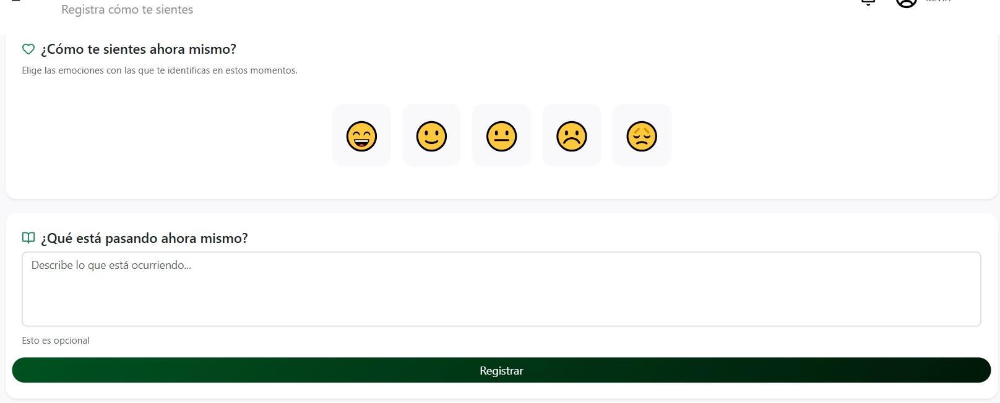 Registra cómo te sientes
¿Cómo te sientes ahora mismo?
Elige las emociones con las que te identificas en estos momentos.
¿Qué está pasando ahora mismo?
Describe lo que está ocurriendo...
Esto es opcional
Registrar